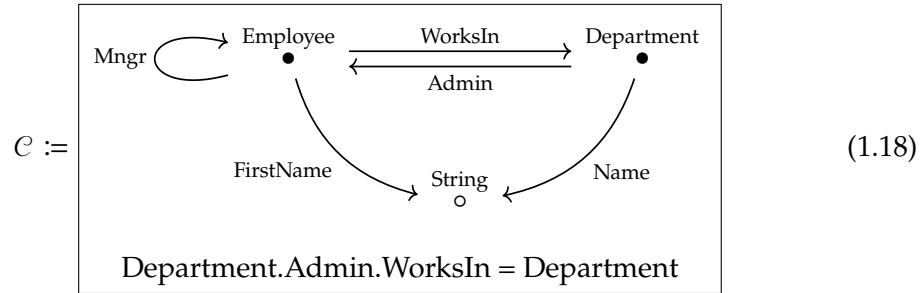 Employee
WorksIn
Department
Mngr
Admin
𝒞 :=
(1.18)
FirstName
String
Name
Department.Admin.WorksIn = Department